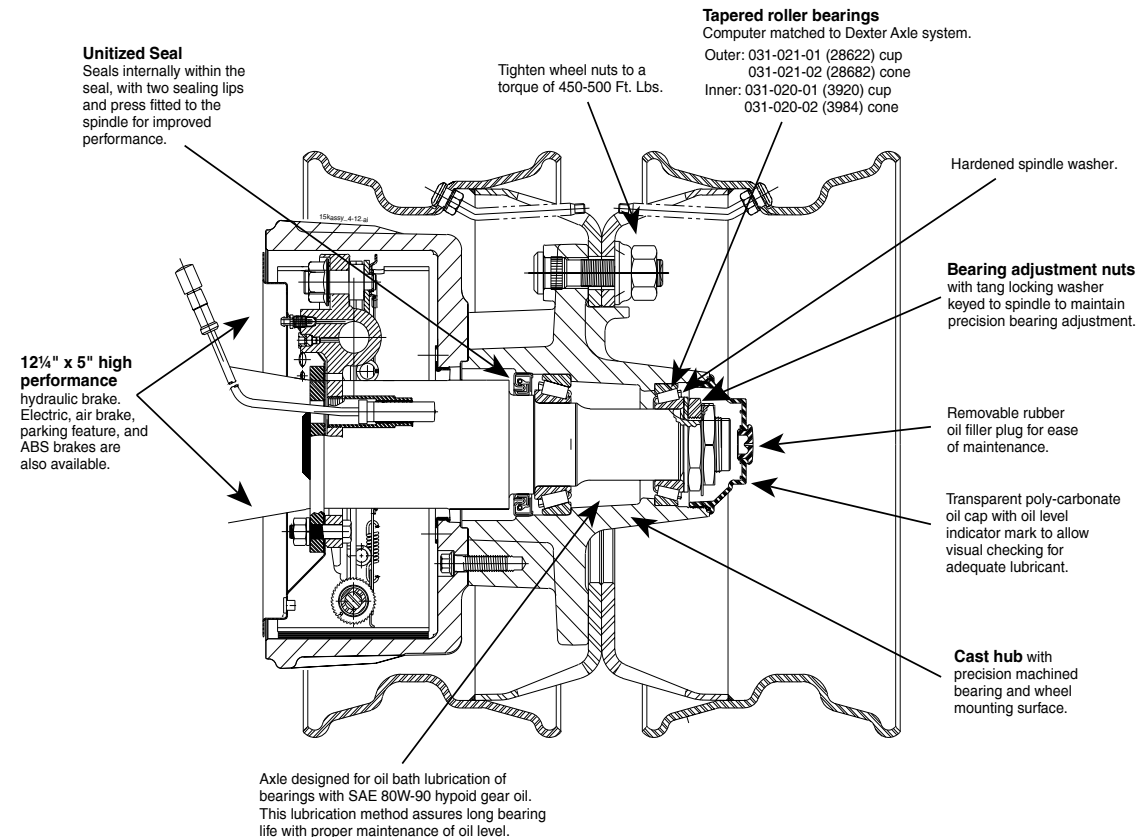 Tapered roller bearings
Computer matched to Dexter Axle system.
Outer: 031-021-01 (28622) cup
031-021-02 (28682) cone
Inner: 031-020-01 (3920) cup
031-020-02 (3984) cone
Unitized Seal
Seals internally within the
seal, with two sealing lips
and press fitted to the
spindle for improved
performance.
Tighten wheel nuts to a
torque of 450-500 Ft. Lbs.
Hardened spindle washer.
15kassy_4-12.ai
Bearing adjustment nuts
with tang locking washer
keyed to spindle to maintain
precision bearing adjustment.
12¼" x 5" high
performance
hydraulic brake.
Electric, air brake,
parking feature, and
ABS brakes are
also available.
Removable rubber
oil filler plug for ease
of maintenance.
Transparent poly-carbonate
oil cap with oil level
indicator mark to allow
visual checking for
adequate lubricant.
Cast hub with
precision machined
bearing and wheel
mounting surface.
Axle designed for oil bath lubrication of
bearings with SAE 80W-90 hypoid gear oil.
This lubrication method assures long bearing
life with proper maintenance of oil level.